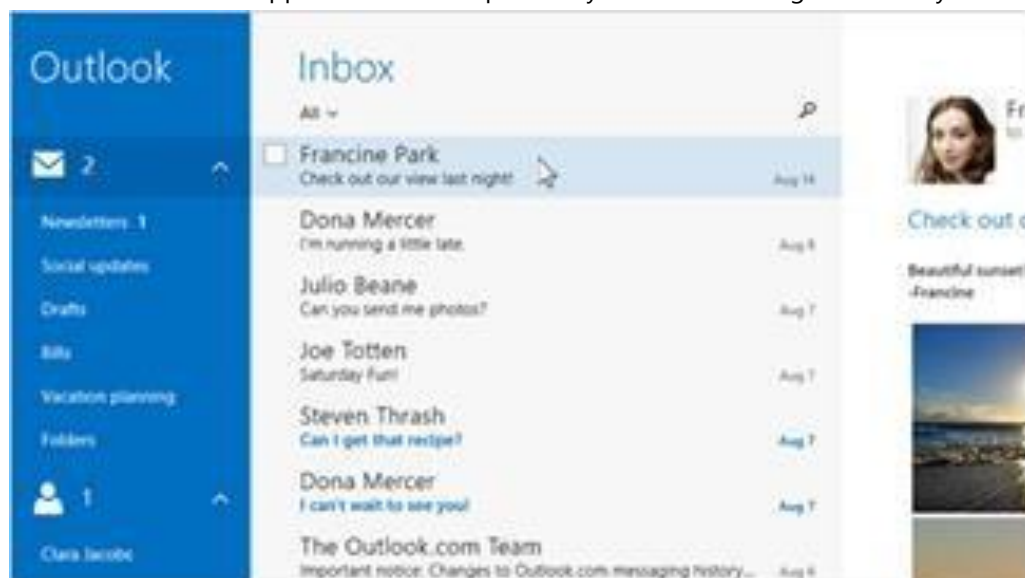 Outlook
2
Newsletters 1
Social updates
Drafts
Bills
Vacation planning
Folders
1
Clara Jacobs
Inbox
All
Francine Park
Check out our view last night!
Aug 14
Dona Mercer
I'm running a little late.
Aug 8
Julio Beane
Can you send me photos?
Aug 7
Joe Totten
Saturday Fun!
Aug 7
Steven Thrash
Can I get that recipe?
Aug 7
Dona Mercer
I can't wait to see you!
Aug 7
The Outlook.com Team
Important notice: Changes to Outlook.com messaging history...
Aug 6
Fr
to
Check out o
Beautiful sunset!
-Francine